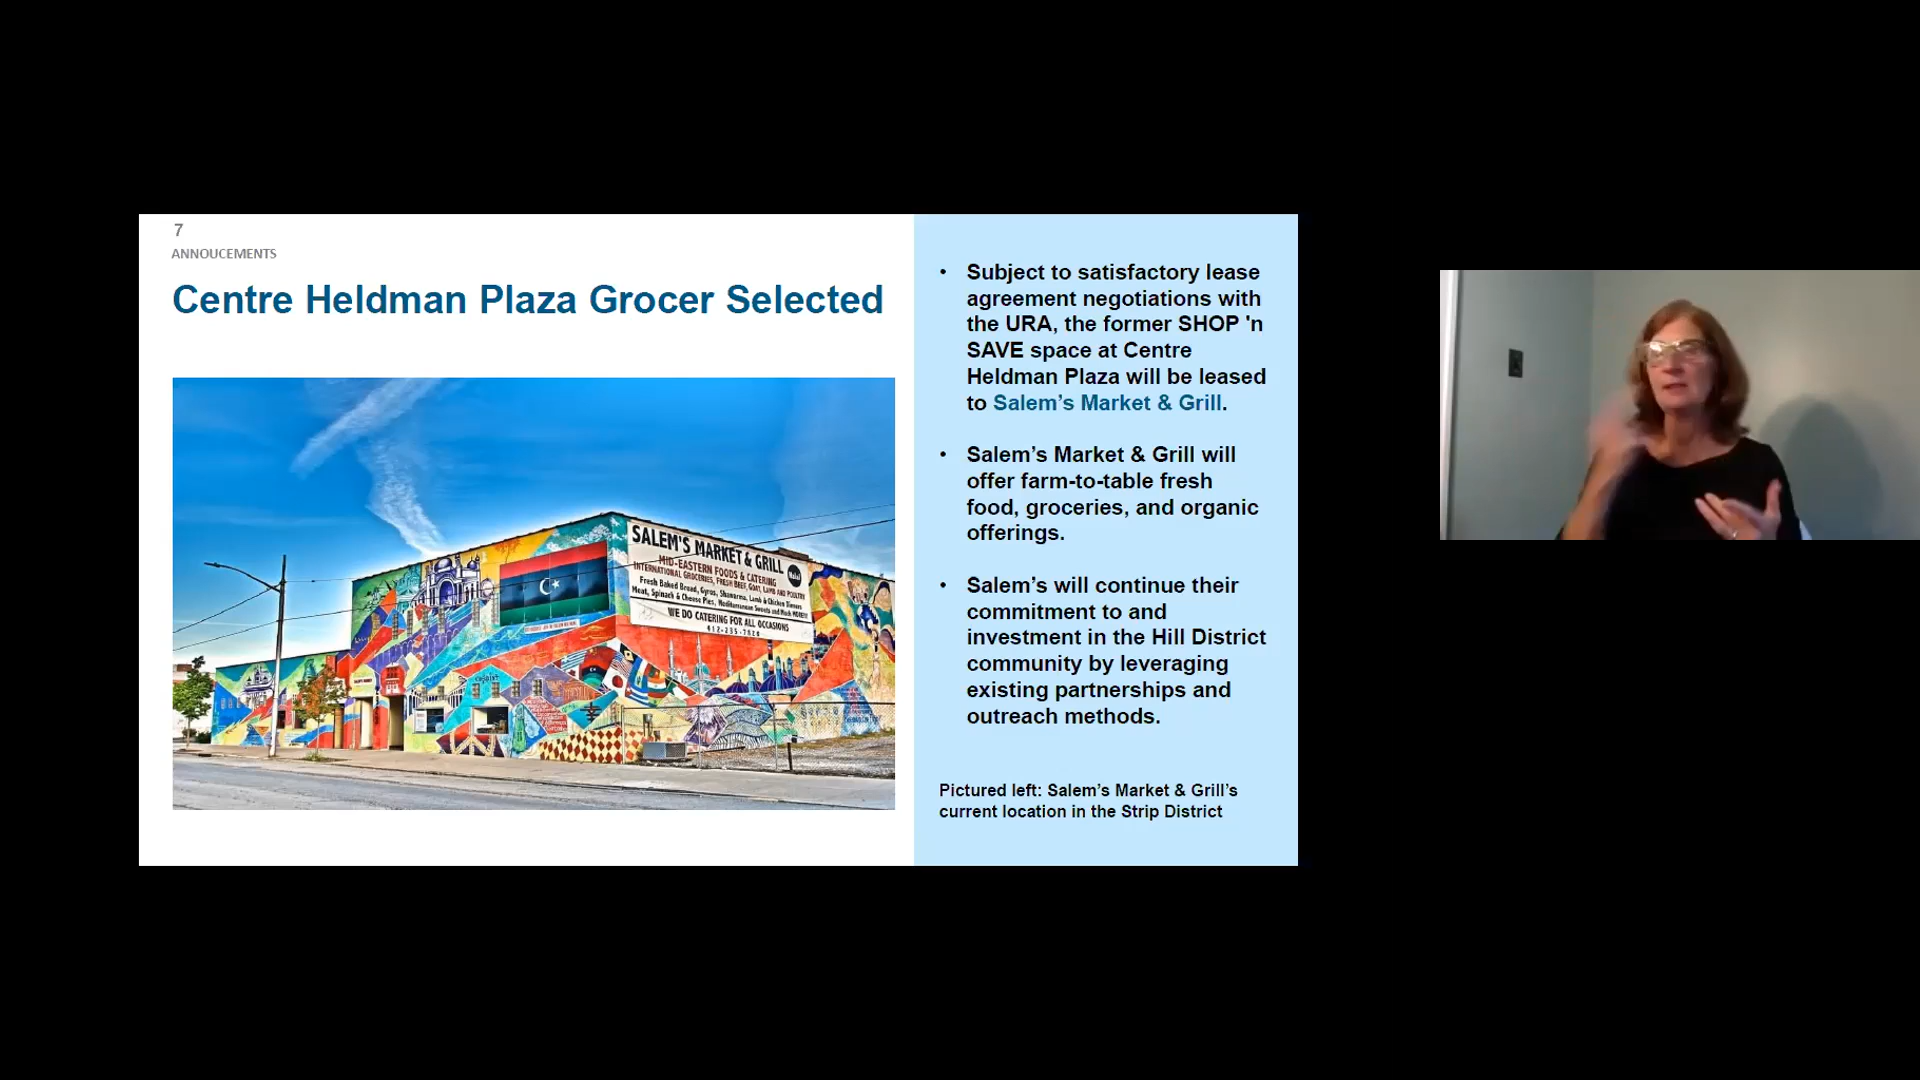 7
ANNOUCEMENTS
Centre Heldman Plaza Grocer Selected
SALEM'S MARKET & GRILL
Halal
MID-EASTERN FOODS & CATERING
INTERNATIONAL GROCERIES, FRESH BEEF, GOAT, LAMB AND POULTRY
Fresh Baked Bread, Gyros, Shawarma, Lamb & Chicken Dinners
Meat, Spinach & Cheese Pies, Mediterranean Sweets and Much MORE!!!
WE DO CATERING FOR ALL OCCASIONS
• Subject to satisfactory lease
agreement negotiations with
the URA, the former SHOP 'n
SAVE space at Centre
Heldman Plaza will be leased
to Salem’s Market & Grill.
• Salem’s Market & Grill will
offer farm-to-table fresh
food, groceries, and organic
offerings.
• Salem’s will continue their
commitment to and
investment in the Hill District
community by leveraging
existing partnerships and
outreach methods.
Pictured left: Salem’s Market & Grill’s
current location in the Strip District